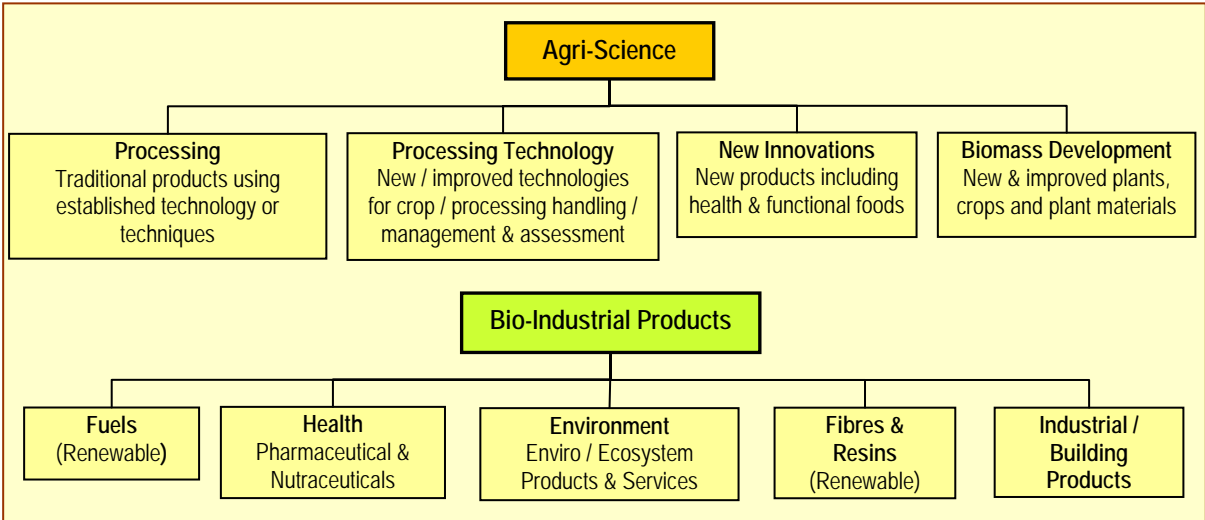 Agri-Science
Processing
Traditional products using
established technology or
techniques
Processing Technology
New / improved technologies
for crop / processing handling /
management & assessment
New Innovations
New products including
health & functional foods
Biomass Development
New & improved plants,
crops and plant materials
Bio-Industrial Products
Fuels
(Renewable)
Health
Pharmaceutical &
Nutraceuticals
Environment
Enviro / Ecosystem
Products & Services
Fibres &
Resins
(Renewable)
Industrial /
Building
Products